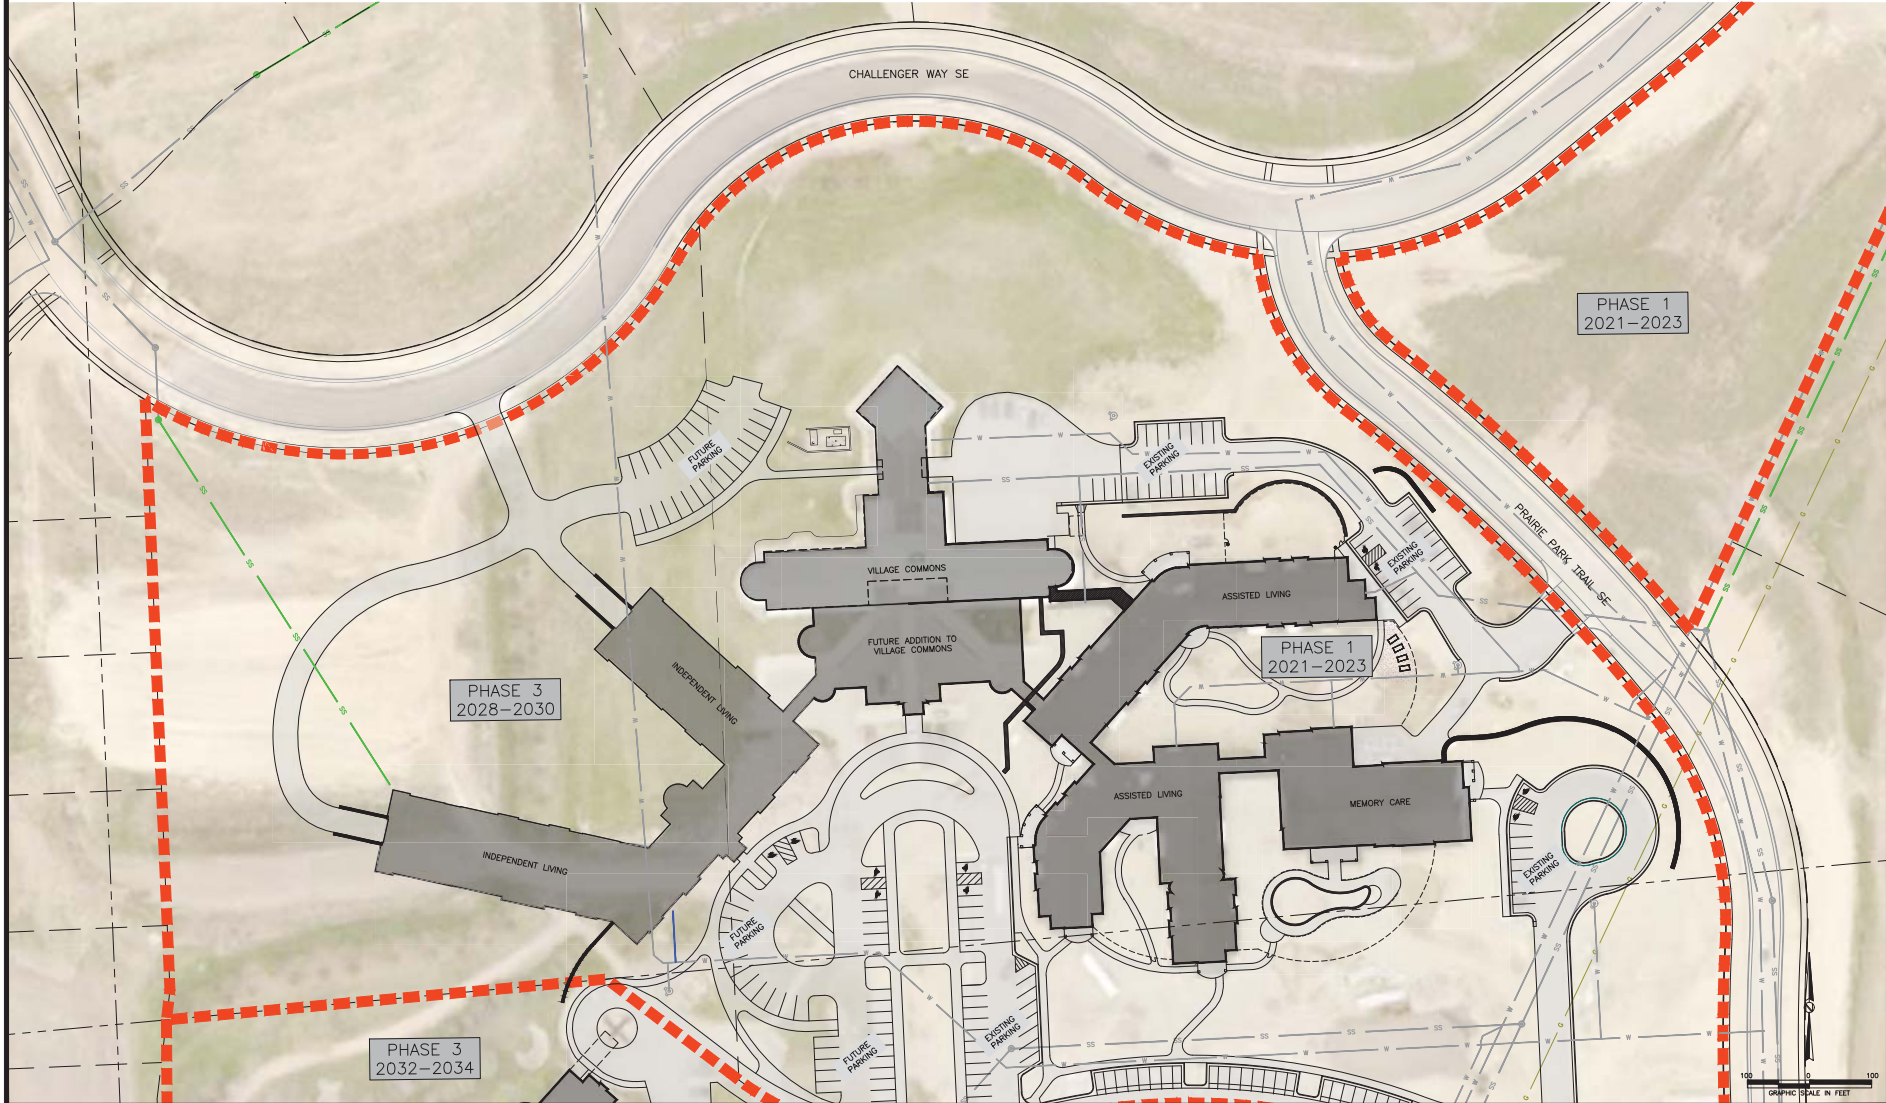 CHALLENGER WAY SE
PHASE 1
2021-2023
FUTURE
PARKING
EXISTING
PARKING
PRAIRIE PARK TRAIL SE
EXISTING
PARKING
VILLAGE COMMONS
ASSISTED LIVING
FUTURE ADDITION TO
VILLAGE COMMONS
PHASE 1
2021-2023
INDEPENDENT LIVING
PHASE 3
2028-2030
ASSISTED LIVING
MEMORY CARE
INDEPENDENT LIVING
EXISTING
PARKING
FUTURE
PARKING
EXISTING
PARKING
FUTURE
PARKING
PHASE 3
2032-2034
100 0 100
GRAPHIC SCALE IN FEET